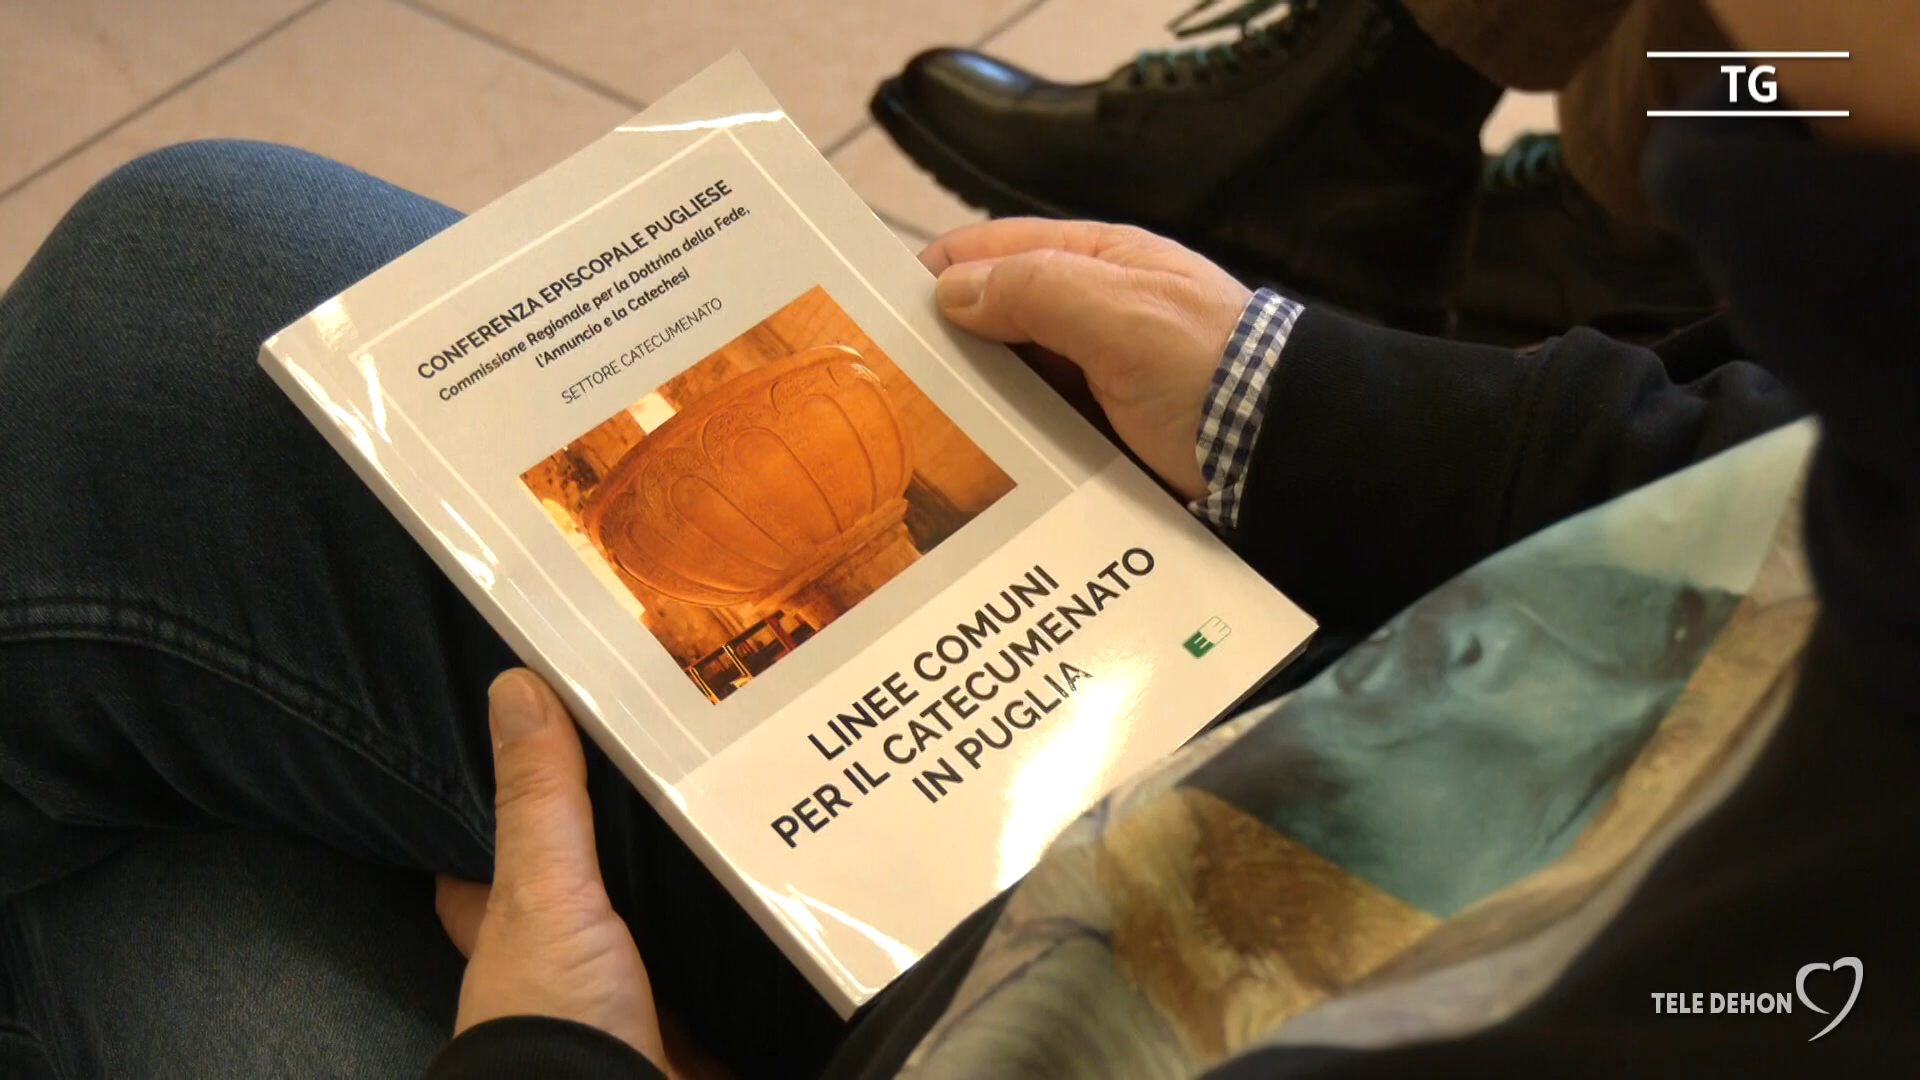 TG
CONFERENZA EPISCOPALE PUGLIESE
Commissione Regionale per la Dottrina della Fede,
l'Annuncio e la Catechesi
SETTORE CATECUMENATO
LINEE COMUNI
PER IL CATECUMENATO
IN PUGLIA
TELE DEHON